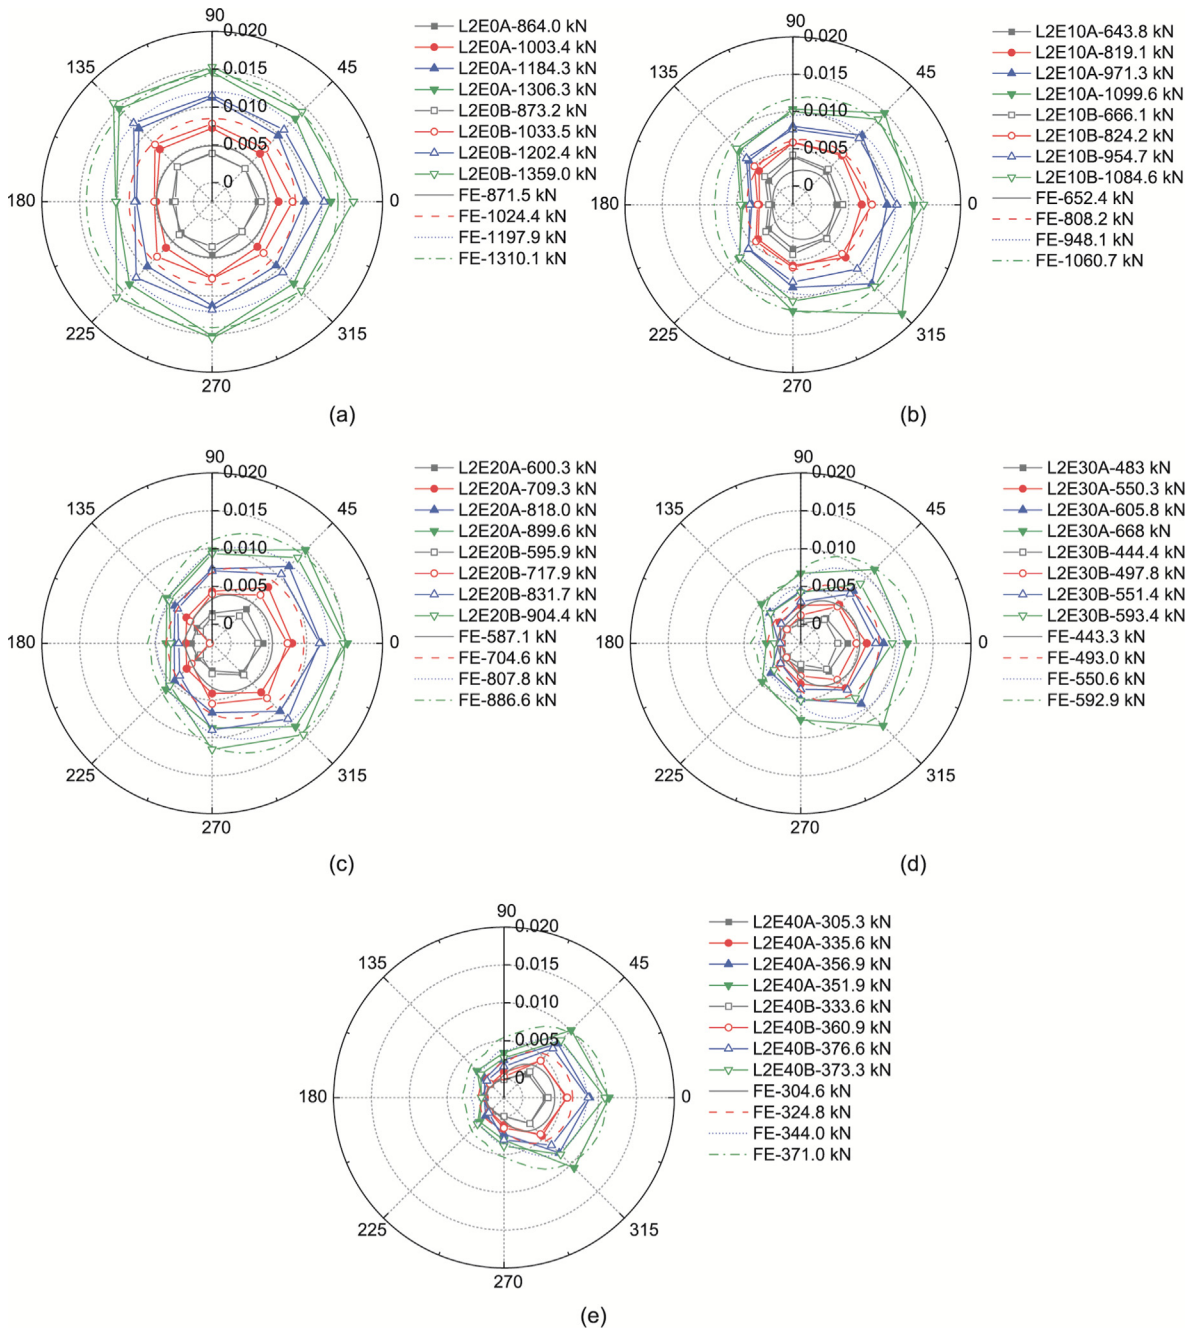 90
0.020
0.015
0.010
0.005
0
135
45
180
0
225
315
270
L2E0A-864.0 kN
L2E0A-1003.4 kN
L2E0A-1184.3 kN
L2E0A-1306.3 kN
L2E0B-873.2 kN
L2E0B-1033.5 kN
L2E0B-1202.4 kN
L2E0B-1359.0 kN
FE-871.5 kN
FE-1024.4 kN
FE-1197.9 kN
FE-1310.1 kN
(a)
90
0.020
0.015
0.010
0.005
0
135
45
180
0
225
315
270
L2E10A-643.8 kN
L2E10A-819.1 kN
L2E10A-971.3 kN
L2E10A-1099.6 kN
L2E10B-666.1 kN
L2E10B-824.2 kN
L2E10B-954.7 kN
L2E10B-1084.6 kN
FE-652.4 kN
FE-808.2 kN
FE-948.1 kN
FE-1060.7 kN
(b)
90
0.020
0.015
0.010
0.005
0
135
45
180
0
225
315
270
L2E20A-600.3 kN
L2E20A-709.3 kN
L2E20A-818.0 kN
L2E20A-899.6 kN
L2E20B-595.9 kN
L2E20B-717.9 kN
L2E20B-831.7 kN
L2E20B-904.4 kN
FE-587.1 kN
FE-704.6 kN
FE-807.8 kN
FE-886.6 kN
(c)
90
0.020
0.015
0.010
0.005
0
135
45
180
0
225
315
270
L2E30A-483 kN
L2E30A-550.3 kN
L2E30A-605.8 kN
L2E30A-668 kN
L2E30B-444.4 kN
L2E30B-497.8 kN
L2E30B-551.4 kN
L2E30B-593.4 kN
FE-443.3 kN
FE-493.0 kN
FE-550.6 kN
FE-592.9 kN
(d)
90
0.020
0.015
0.010
0.005
0
135
45
180
0
225
315
270
L2E40A-305.3 kN
L2E40A-335.6 kN
L2E40A-356.9 kN
L2E40A-351.9 kN
L2E40B-333.6 kN
L2E40B-360.9 kN
L2E40B-376.6 kN
L2E40B-373.3 kN
FE-304.6 kN
FE-324.8 kN
FE-344.0 kN
FE-371.0 kN
(e)